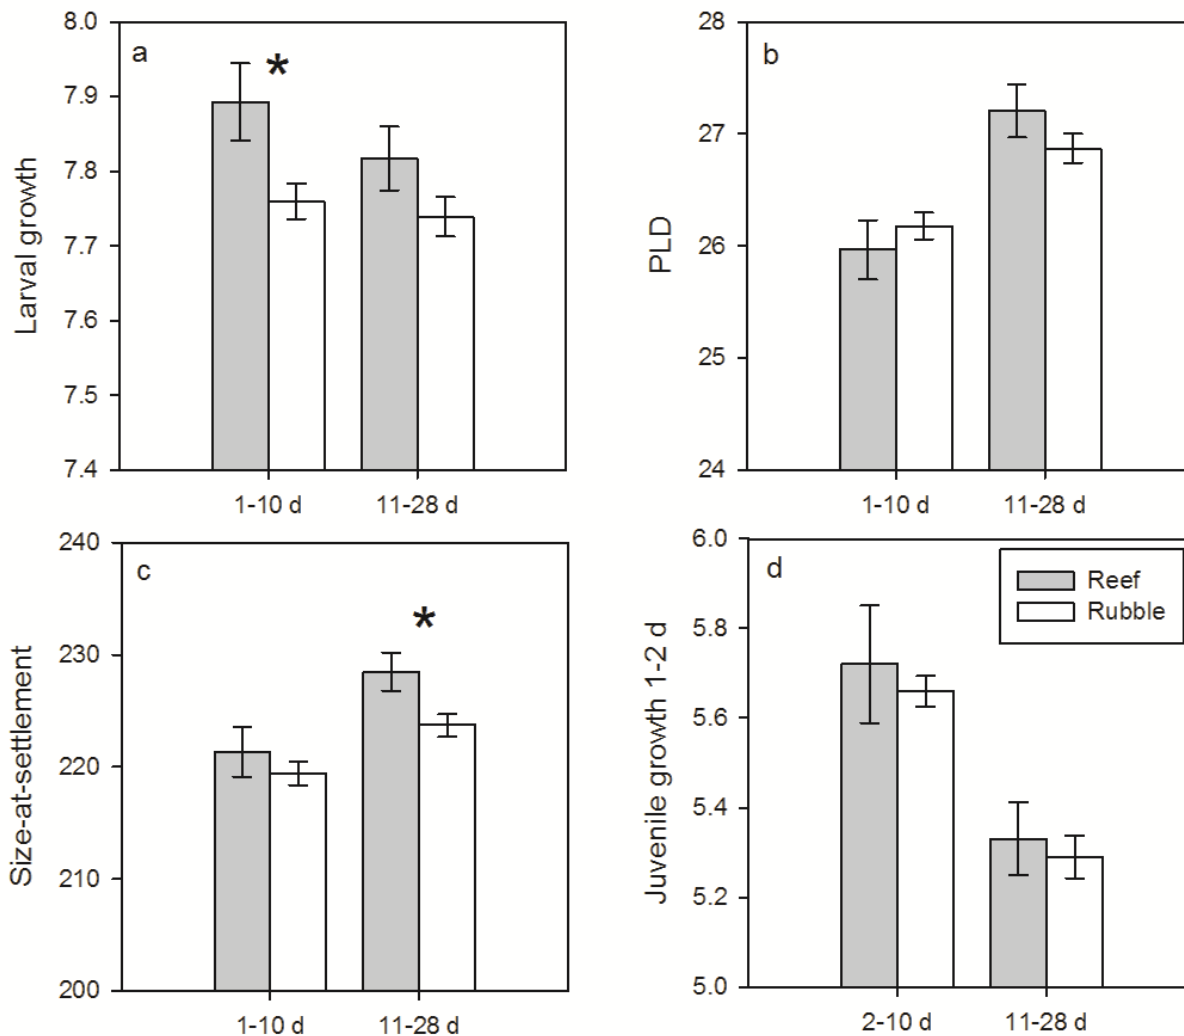 a
*
8.0
7.9
7.8
7.7
7.6
7.5
7.4
Larval growth
1-10 d
11-28 d
b
28
27
26
25
24
PLD
1-10 d
11-28 d
c
*
240
230
220
210
200
Size-at-settlement
1-10 d
11-28 d
d
6.0
5.8
5.6
5.4
5.2
5.0
Juvenile growth 1-2 d
Reef
Rubble
2-10 d
11-28 d